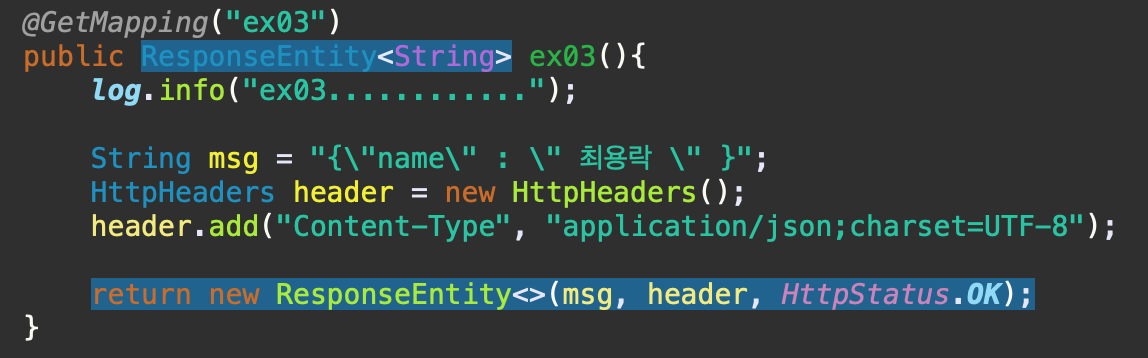 @GetMapping("ex03")
public ResponseEntity<String> ex03(){
log.info("ex03............");
String msg = "{\"name\" : \" 최용락 \" }";
HttpHeaders header = new HttpHeaders();
header.add("Content-Type", "application/json;charset=UTF-8");
return new ResponseEntity<>(msg, header, HttpStatus.OK);
}